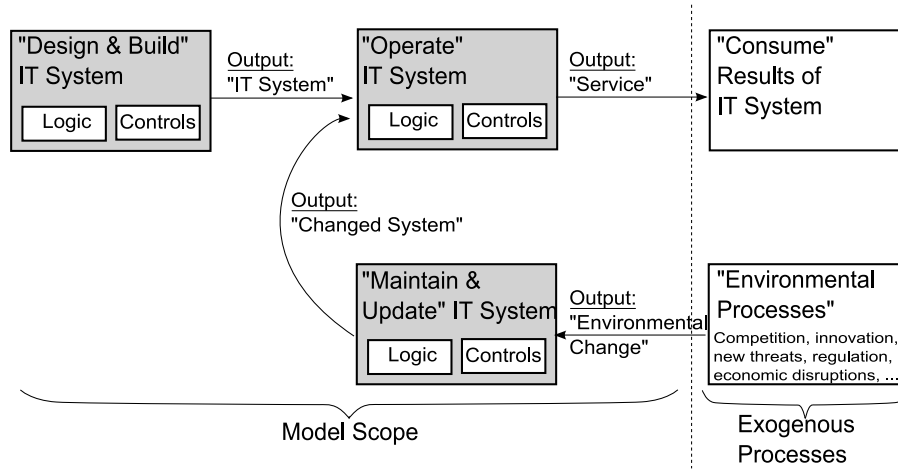 "Design & Build"
IT System
Logic
Controls
Output:
"IT System"
"Operate"
IT System
Logic
Controls
Output:
"Service"
"Consume"
Results of
IT System
Output:
"Changed System"
"Maintain &
Update" IT System
Logic
Controls
Output:
"Environmental
Change"
"Environmental
Processes"
Competition, innovation,
new threats, regulation,
economic disruptions, ...
Model Scope
Exogenous
Processes